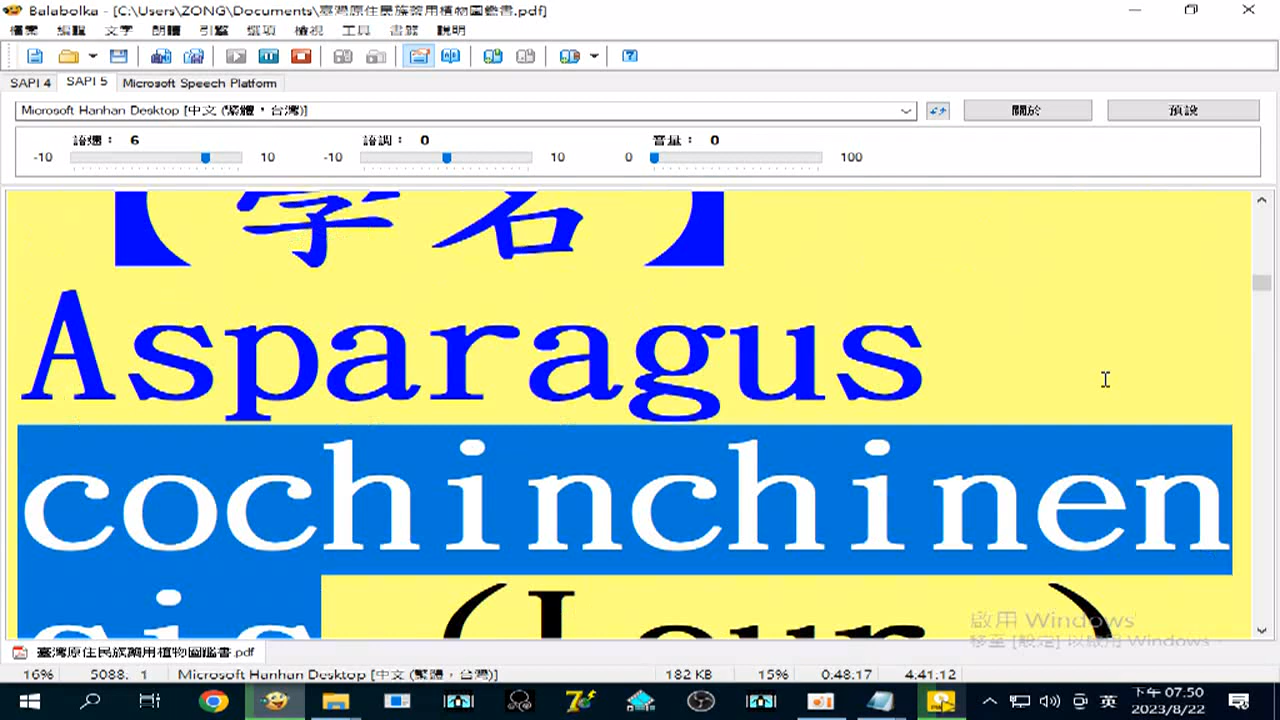 Balabolka - [C:\Users\ZONG\Documents\臺灣原住民族藥用植物圖鑑書.pdf]
檔案 編輯 文字 朗讀 引擎 選項 檢視 工具 書籤 說明
SAPI 4 SAPI 5 Microsoft Speech Platform
Microsoft Hanhan Desktop [中文 (繁體，台灣)] 關於 預設
語速： 6 語調： 0 音量： 0
-10 10 -10 10 0 100
【學名】
Asparagus
cochinchinen
sis (Lour
啟用 Windows
移至 [設定] 以啟用 Windows。
臺灣原住民族藥用植物圖鑑書.pdf
16% 5088. 1 Microsoft Hanhan Desktop [中文 (繁體，台灣)] 182 KB 15% 0.48.17 4.41.12
英 下午 07:50
2023/8/22